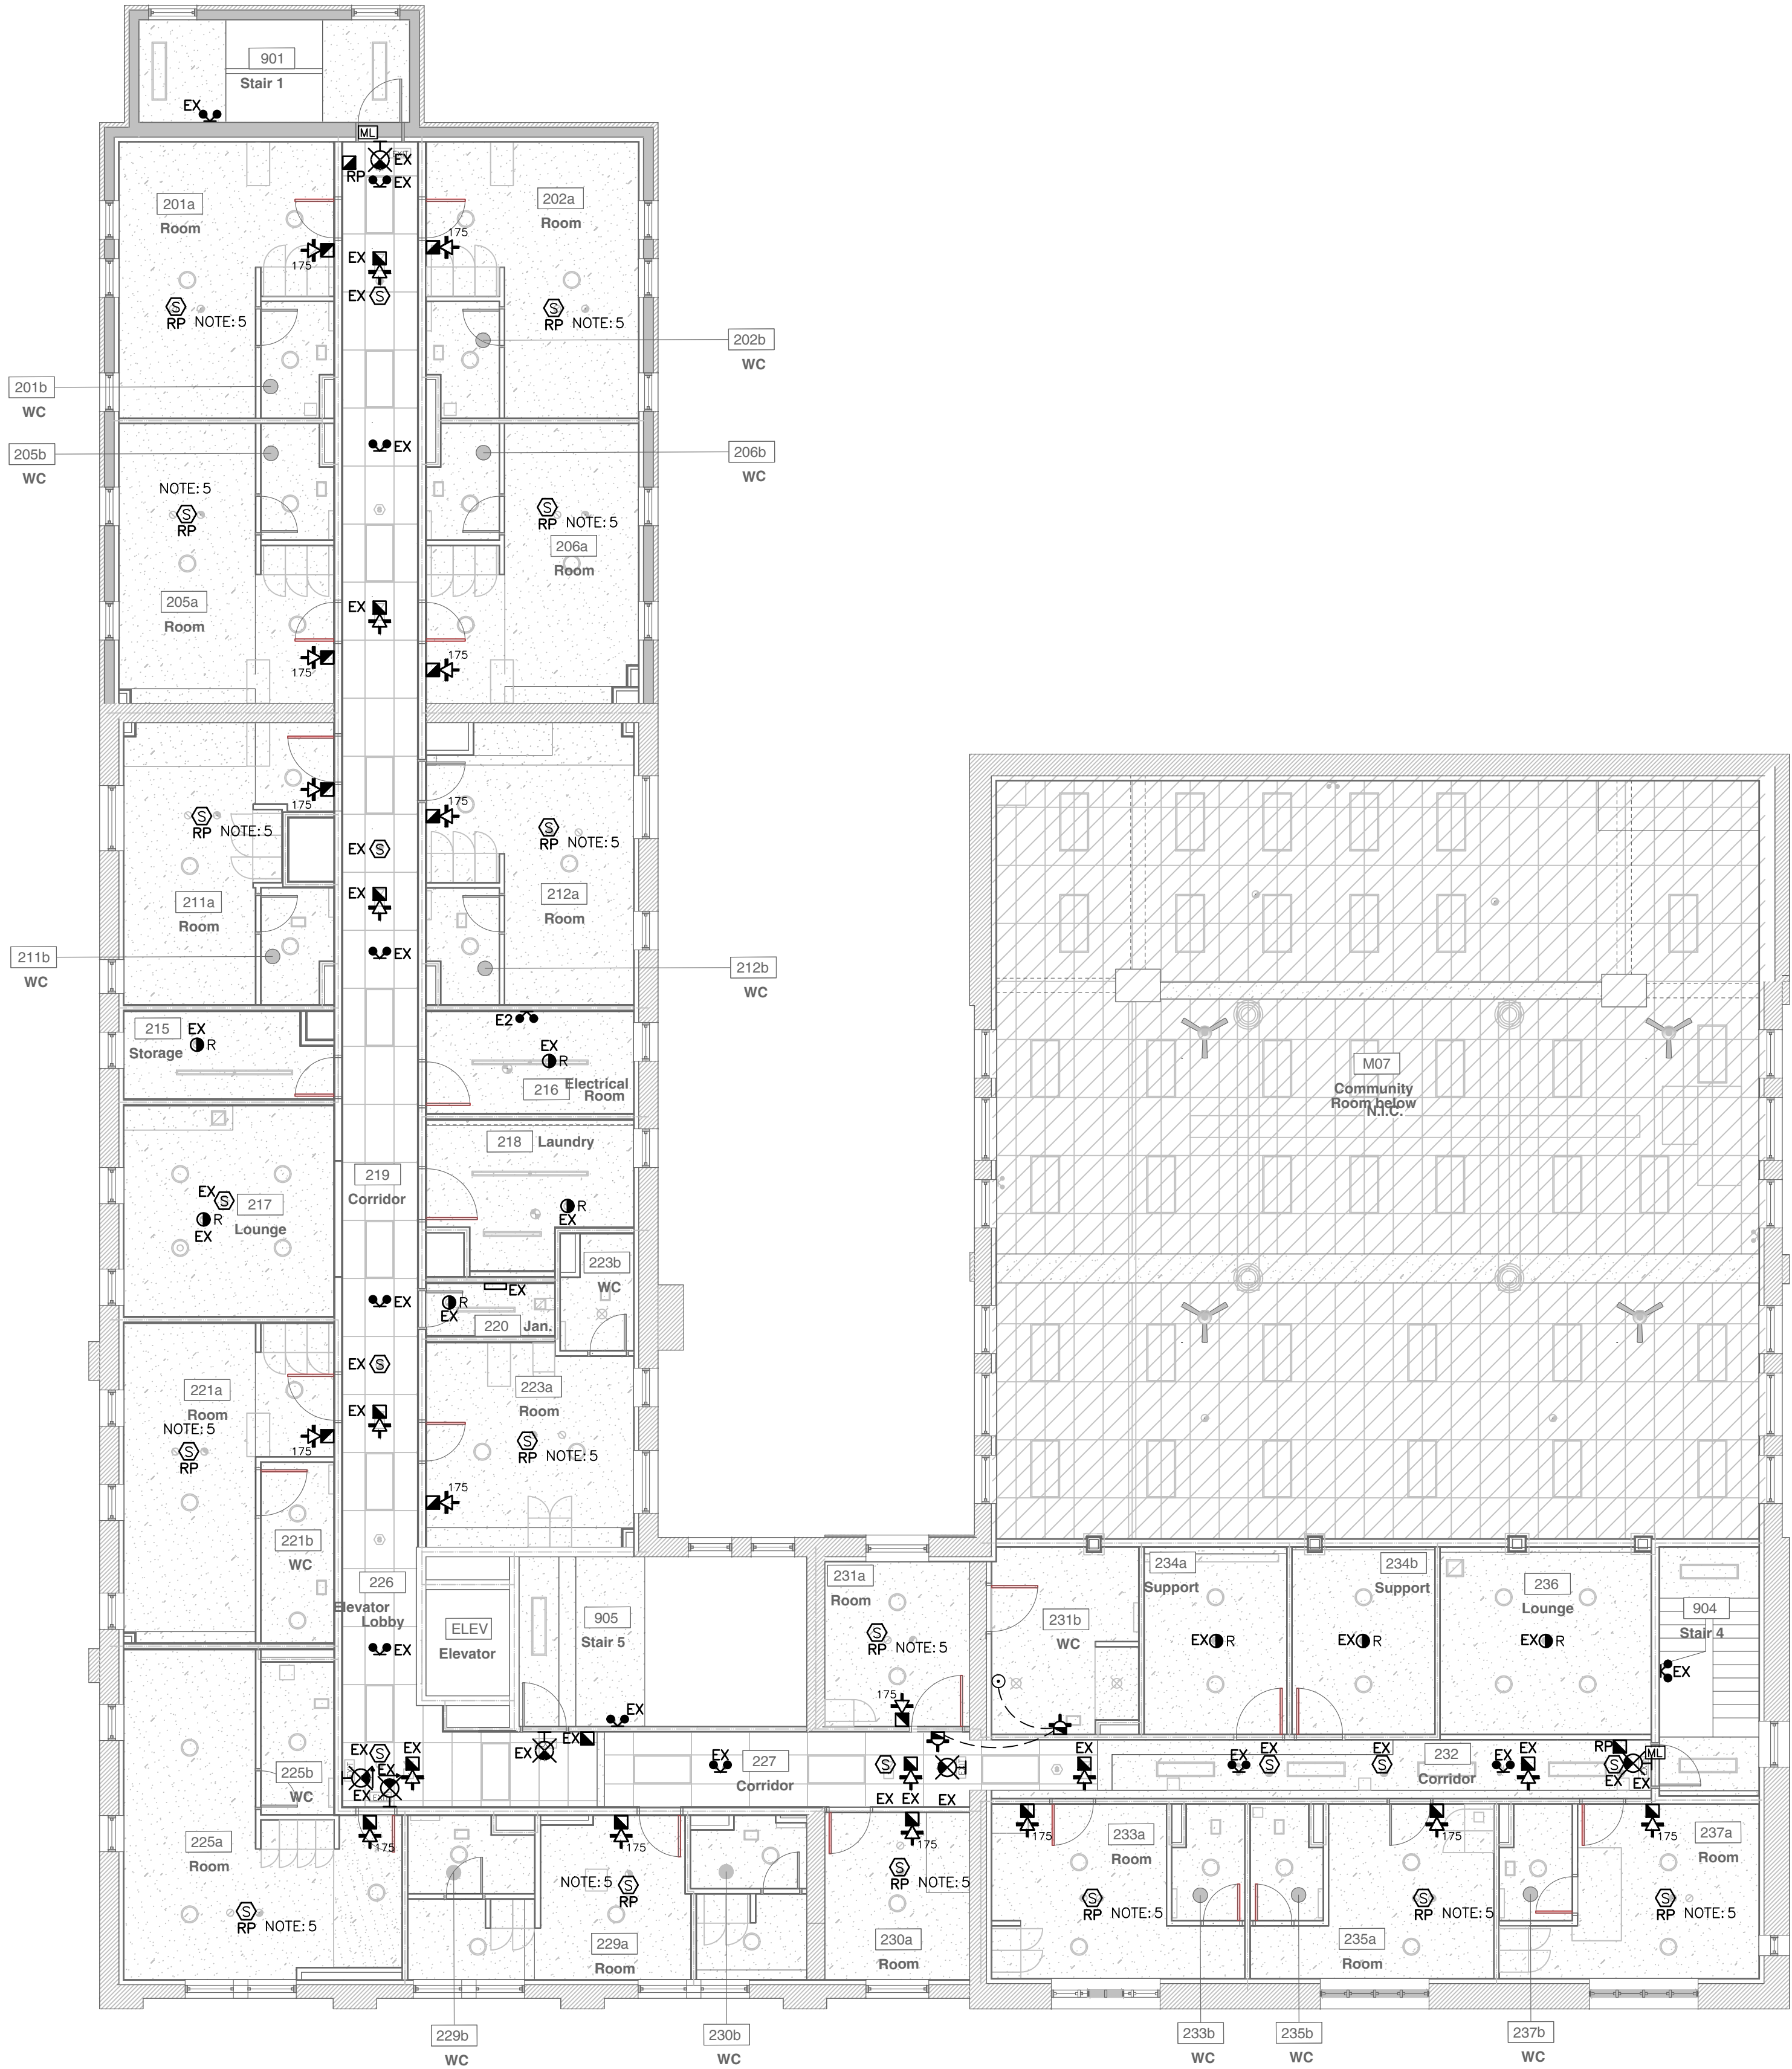 901
Stair 1
EX
ML
EX
RP
EX
201a
Room
202a
Room
175
175
EX
EX S
S
RP NOTE: 5
S
RP NOTE: 5
202b
WC
201b
WC
EX
205b
WC
206b
WC
NOTE: 5
S
RP
S
RP NOTE: 5
206a
Room
205a
Room
EX
175
175
175
175
S
RP NOTE: 5
S
RP NOTE: 5
EX S
EX
211a
Room
212a
Room
EX
211b
WC
212b
WC
215
Storage
EX
R
E2
EX
R
216
Electrical
Room
218 Laundry
219
Corridor
EX S
R
EX
217
Lounge
R
EX
223b
WC
EX
R
EX
220 Jan.
EX
EX S
221a
Room
NOTE: 5
S
RP
223a
Room
EX
175
S
NOTE: 5
175
221b
WC
226
Elevator
Lobby
ELEV
Elevator
905
Stair 5
EX
EX
231a
Room
S
RP NOTE: 5
175
231b
WC
234a
Support
EX R
234b
Support
EX R
236
Lounge
EX R
904
Stair 4
EX
M07
Community
Room below
N.I.C.
EX S
EX
EX
EX
EX
EX
EX
227
Corridor
S
EX EX EX
EX
EX
S
EX
S
232
Corridor
EX
EX
RP
S
ML
EX
EX
225b
WC
225a
Room
175
S
RP NOTE: 5
175
NOTE: 5
S
RP
229a
Room
175
S
RP NOTE: 5
230a
Room
175
233a
Room
S
RP NOTE: 5
175
S
RP NOTE: 5
235a
Room
175
237a
Room
S
RP NOTE: 5
229b
WC
230b
WC
233b
WC
235b
WC
237b
WC